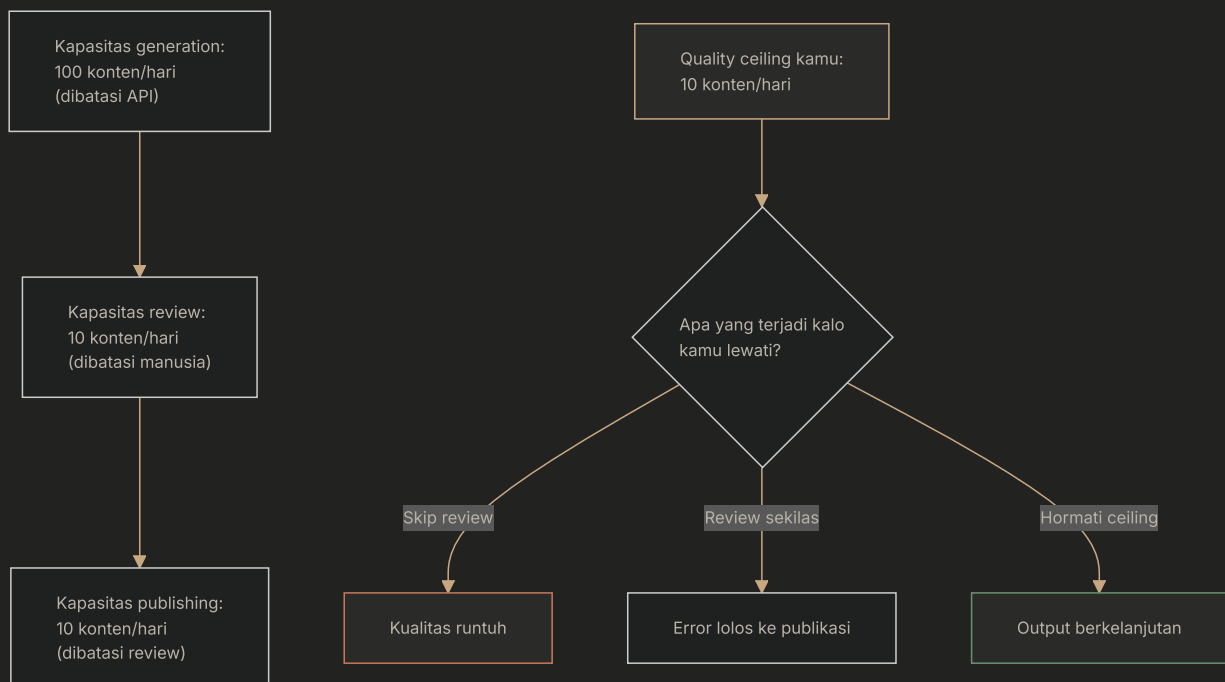 Kapasitas generation:
100 konten/hari
(dibatasi API)
Kapasitas review:
10 konten/hari
(dibatasi manusia)
Kapasitas publishing:
10 konten/hari
(dibatasi review)
Quality ceiling kamu:
10 konten/hari
Apa yang terjadi kalo
kamu lewati?
Skip review
Review sekilas
Hormati ceiling
Kualitas runtuh
Error lolos ke publikasi
Output berkelanjutan